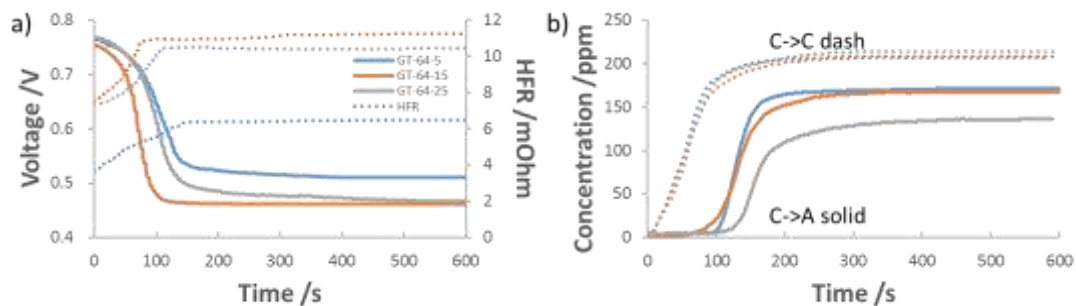 a)
0.8
0.7
0.6
0.5
0.4
Voltage /V
12
10
8
6
4
2
0
HFR /mOhm
GT-64-5
GT-64-15
GT-64-25
HFR
0 100 200 300 400 500 600
Time /s
b)
250
200
150
100
50
0
Concentration /ppm
C->C dash
C->A solid
0 100 200 300 400 500 600
Time /s